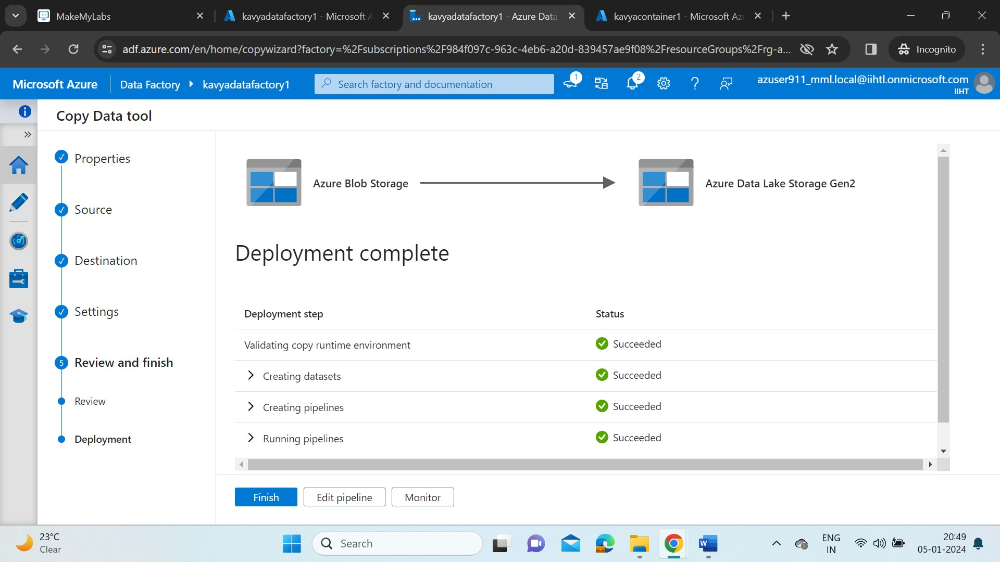 MakeMyLabs
kavyadatafactory1 - Microsoft A
kavyadatafactory1 - Azure Data
kavyacontainer1 - Microsoft Az
adf.azure.com/en/home/copywizard?factory=%2Fsubscriptions%2F984f097c-963c-4eb6-a20d-839457ae9f08%2FresourceGroups%2Frg-a...
Incognito
Microsoft Azure
Data Factory
kavyadatafactory1
Search factory and documentation
1
2
azuser911_mml.local@iihtl.onmicrosoft.com
IIHT
Copy Data tool
Properties
Source
Destination
Settings
5
Review and finish
Review
Deployment
Azure Blob Storage
Azure Data Lake Storage Gen2
Deployment complete
Deployment step Status
Validating copy runtime environment Succeeded
Creating datasets Succeeded
Creating pipelines Succeeded
Running pipelines Succeeded
Finish
Edit pipeline
Monitor
23°C
Clear
Search
ENG
IN
20:49
05-01-2024